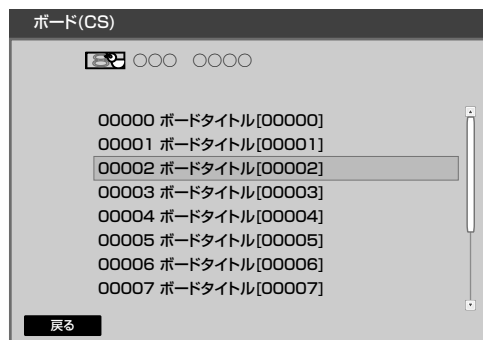 ボード(CS)
○○○ ○○○○
00000 ボードタイトル[00000]
00001 ボードタイトル[00001]
00002 ボードタイトル[00002]
00003 ボードタイトル[00003]
00004 ボードタイトル[00004]
00005 ボードタイトル[00005]
00006 ボードタイトル[00006]
00007 ボードタイトル[00007]
戻る